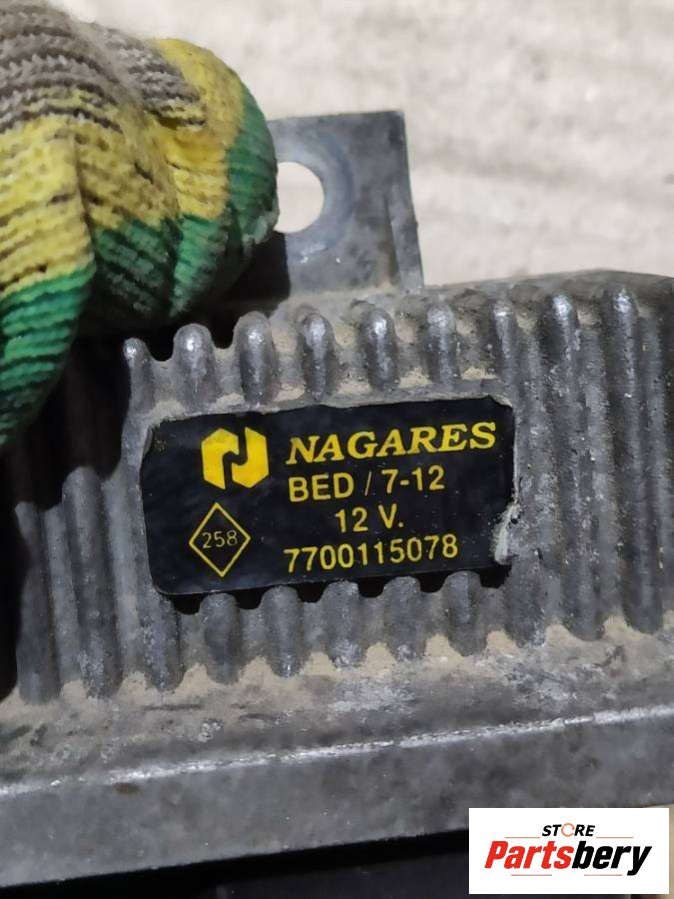 NAGARES
BED / 7-12
12 V.
258
7700115078
STORE
Partsbery